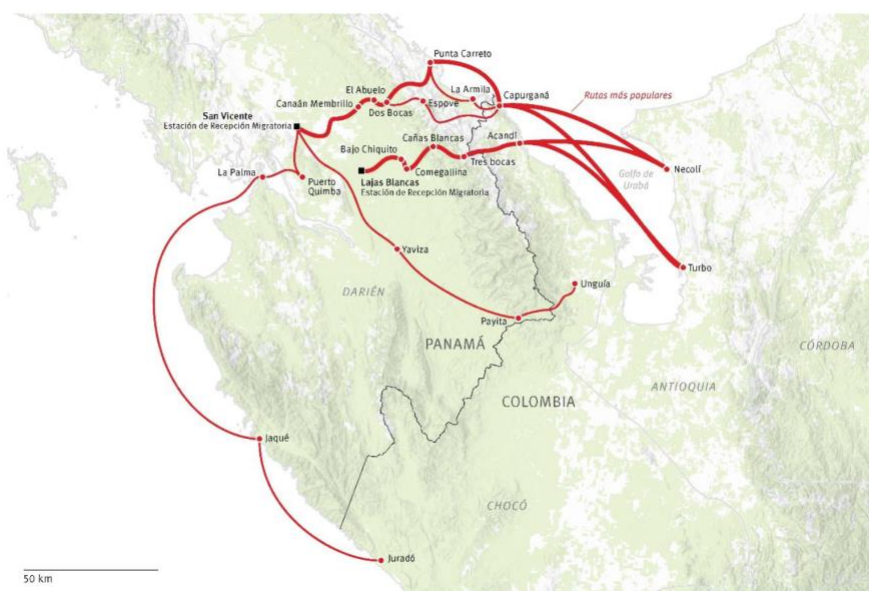 Punta Carreto
El Abuelo
La Armila
Capurganá
Rutas más populares
Canaán Membrillo
Dos Bocas
Espové
San Vicente
Estación de Recepción Migratoria
Cañas Blancas
Acandí
Bajo Chiquito
Tres bocas
Comegallina
Necolí
La Palma
Puerto
Quimba
Lajas Blancas
Estación de Recepción Migratoria
Golfo de
Urabá
Yaviza
Turbo
Unguía
DARIÉN
Payita
PANAMÁ
CÓRDOBA
ANTIOQUIA
COLOMBIA
Jaqué
CHOCÓ
Juradó
50 km